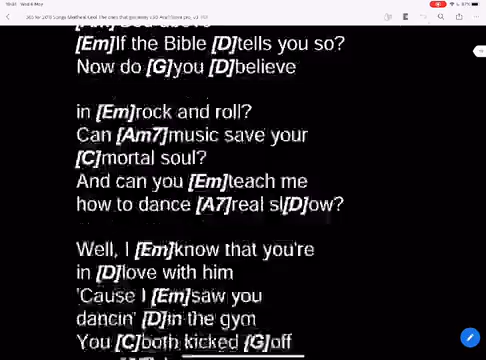 [Em]If the Bible [D]tells you so?
Now do [G]you [D]believe
in [Em]rock and roll?
Can [Am7]music save your
[C]mortal soul?
And can you [Em]teach me
how to dance [A7]real sl[D]ow?
Well, I [Em]know that you're
in [D]love with him
'Cause I [Em]saw you
dancin' [D]in the gym
You [C]both kicked [G]off